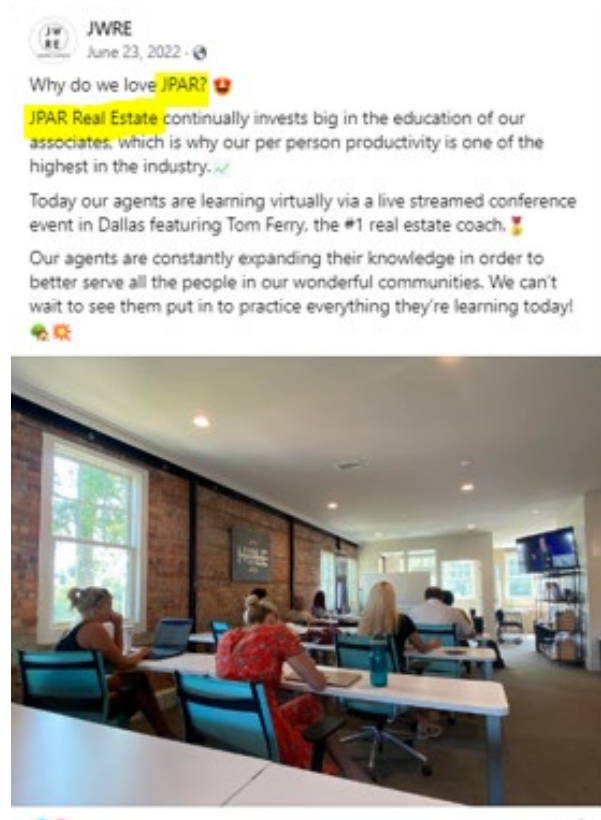 JW
RE
JWRE
June 23, 2022 ·
Why do we love JPAR? 🤩
JPAR Real Estate continually invests big in the education of our
associates, which is why our per person productivity is one of the
highest in the industry. 📈
Today our agents are learning virtually via a live streamed conference
event in Dallas featuring Tom Ferry, the #1 real estate coach. 🏅
Our agents are constantly expanding their knowledge in order to
better serve all the people in our wonderful communities. We can't
wait to see them put in to practice everything they're learning today!
🏡 💥